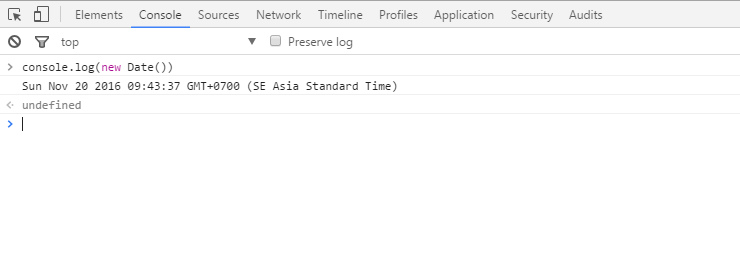 Elements Console Sources Network Timeline Profiles Application Security Audits
top Preserve log
> console.log(new Date())
Sun Nov 20 2016 09:43:37 GMT+0700 (SE Asia Standard Time)
undefined
>